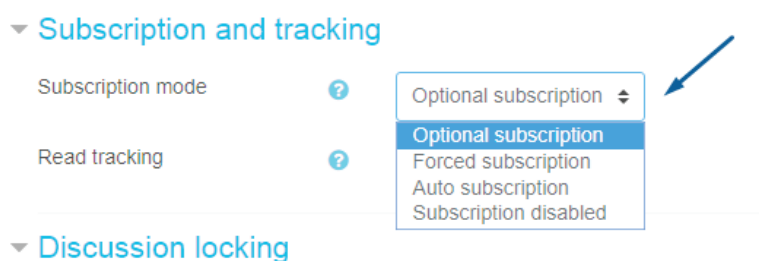 Subscription and tracking
Subscription mode
Optional subscription
Optional subscription
Forced subscription
Auto subscription
Subscription disabled
Read tracking
Discussion locking